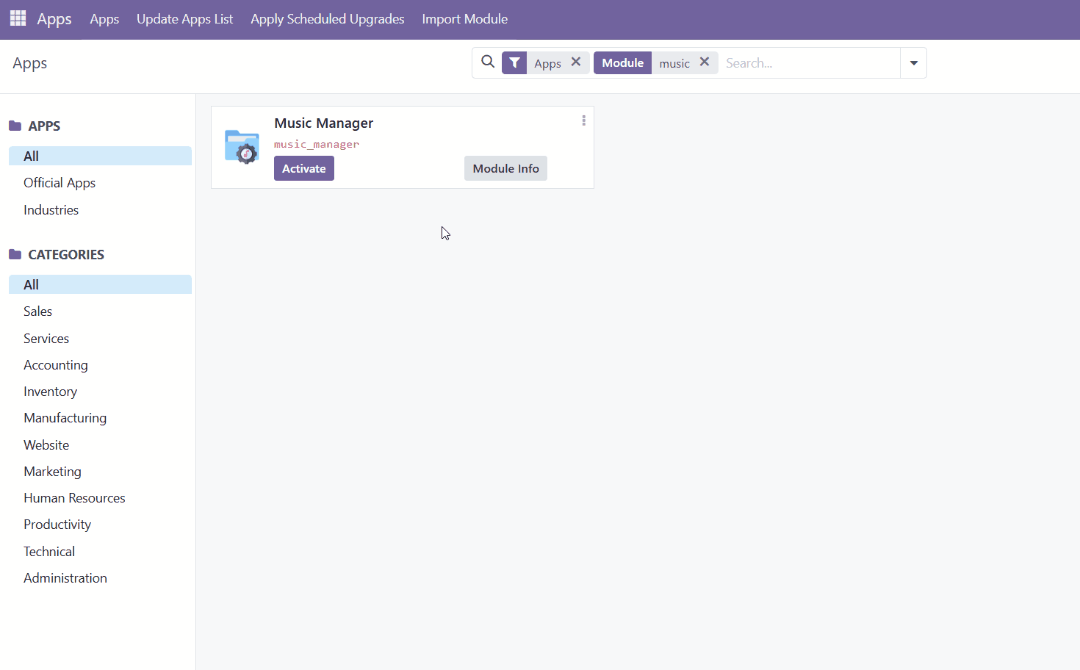 Apps Apps Update Apps List Apply Scheduled Upgrades Import Module
Apps
Apps
Module music
Search...
APPS
All
Official Apps
Industries
CATEGORIES
All
Sales
Services
Accounting
Inventory
Manufacturing
Website
Marketing
Human Resources
Productivity
Technical
Administration
Music Manager
music_manager
Activate Module Info